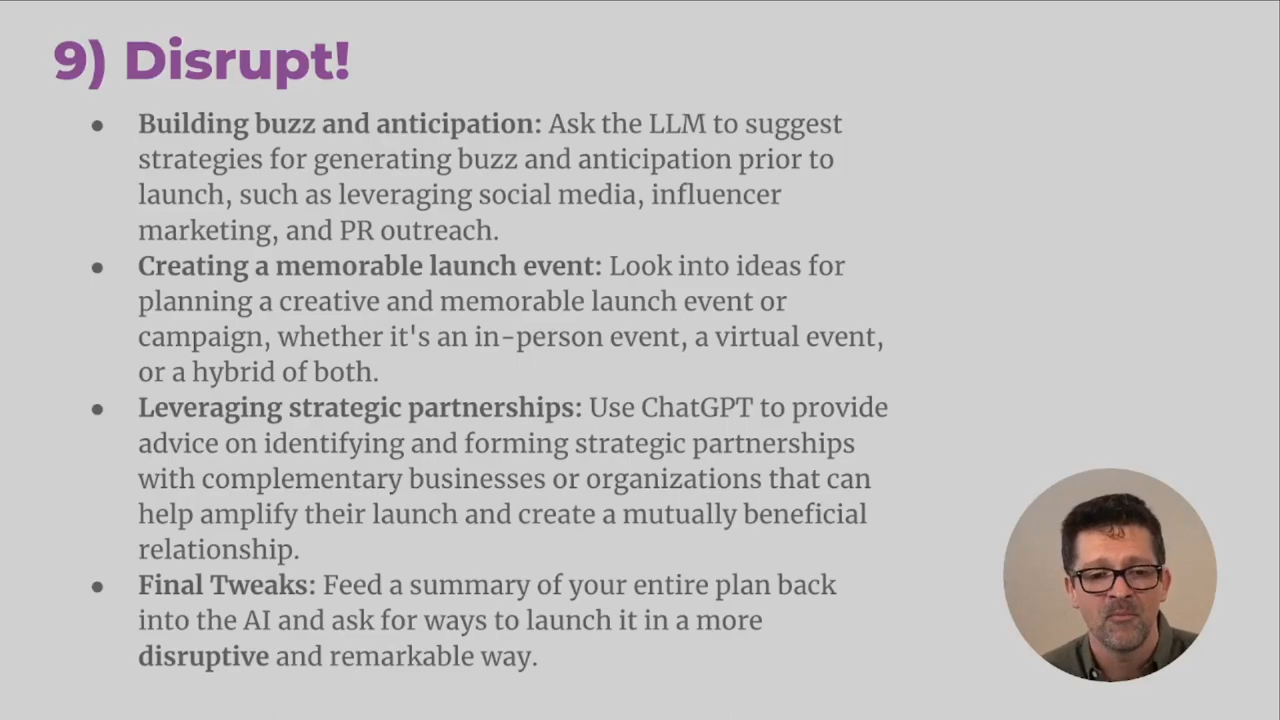 9) Disrupt!
● Building buzz and anticipation: Ask the LLM to suggest
strategies for generating buzz and anticipation prior to
launch, such as leveraging social media, influencer
marketing, and PR outreach.
● Creating a memorable launch event: Look into ideas for
planning a creative and memorable launch event or
campaign, whether it's an in-person event, a virtual event,
or a hybrid of both.
● Leveraging strategic partnerships: Use ChatGPT to provide
advice on identifying and forming strategic partnerships
with complementary businesses or organizations that can
help amplify their launch and create a mutually beneficial
relationship.
● Final Tweaks: Feed a summary of your entire plan back
into the AI and ask for ways to launch it in a more
disruptive and remarkable way.